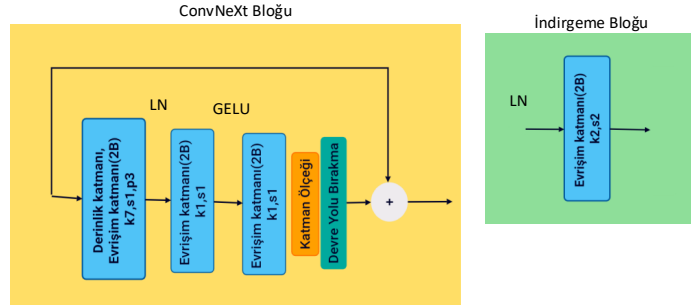 ConvNeXt Bloğu
LN
GELU
Derinlik katmanı,
Evrişim katmanı(2B)
k7,s1,p3
Evrişim katmanı(2B)
k1,s1
Evrişim katmanı(2B)
k1,s1
Katman Ölçeği
Devre Yolu Bırakma
+
İndirgeme Bloğu
LN
Evrişim katmanı(2B)
k2,s2